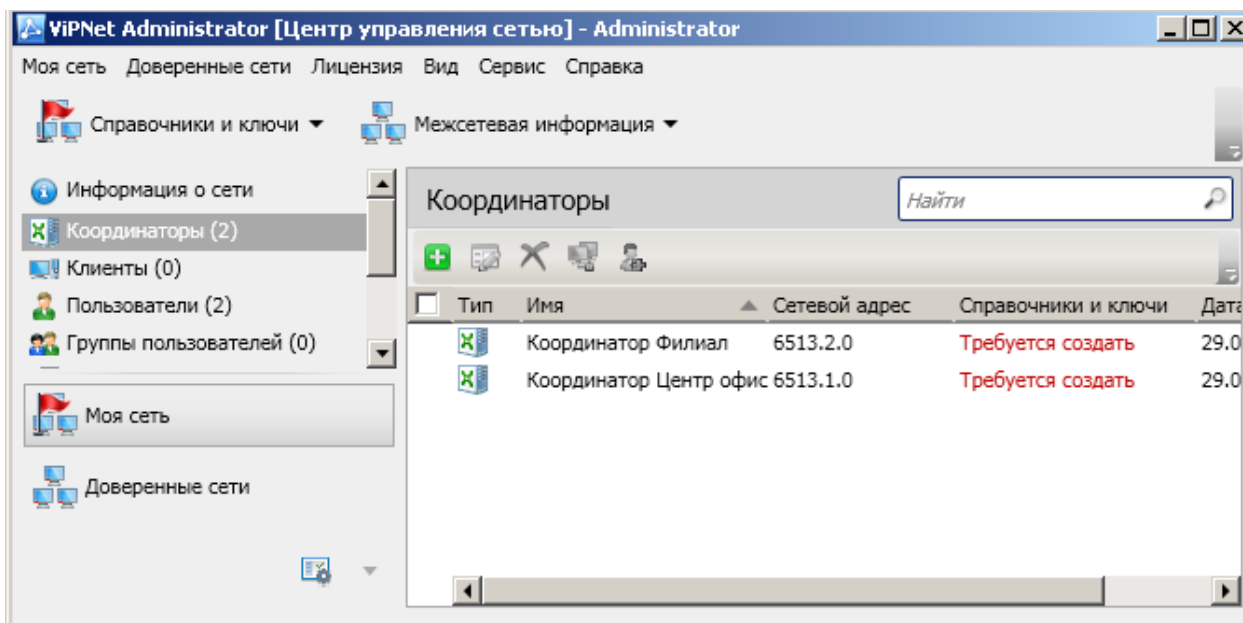 ViPNet Administrator [Центр управления сетью] - Administrator
Моя сеть Доверенные сети Лицензия Вид Сервис Справка
Справочники и ключи Межсетевая информация
Информация о сети
Координаторы (2)
Клиенты (0)
Пользователи (2)
Группы пользователей (0)
Моя сеть
Доверенные сети
Координаторы Найти
Тип Имя Сетевой адрес Справочники и ключи Дата
Координатор Филиал 6513.2.0 Требуется создать 29.0
Координатор Центр офис 6513.1.0 Требуется создать 29.0